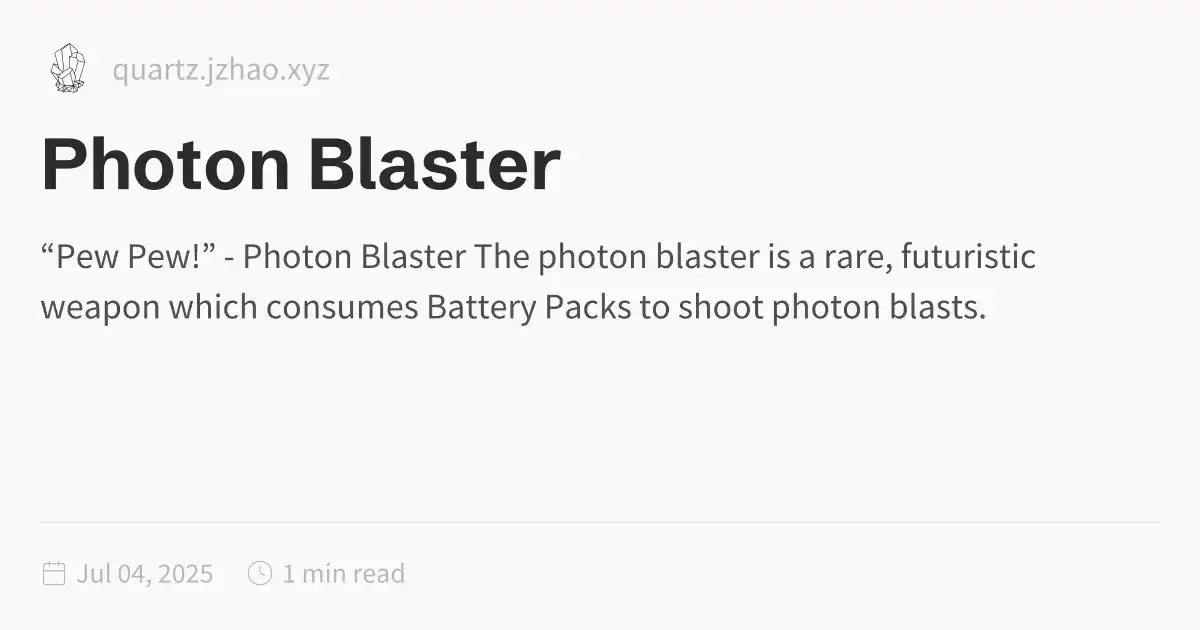 quartz.jzhao.xyz
Photon Blaster
“Pew Pew!” - Photon Blaster The photon blaster is a rare, futuristic
weapon which consumes Battery Packs to shoot photon blasts.
Jul 04, 2025 1 min read